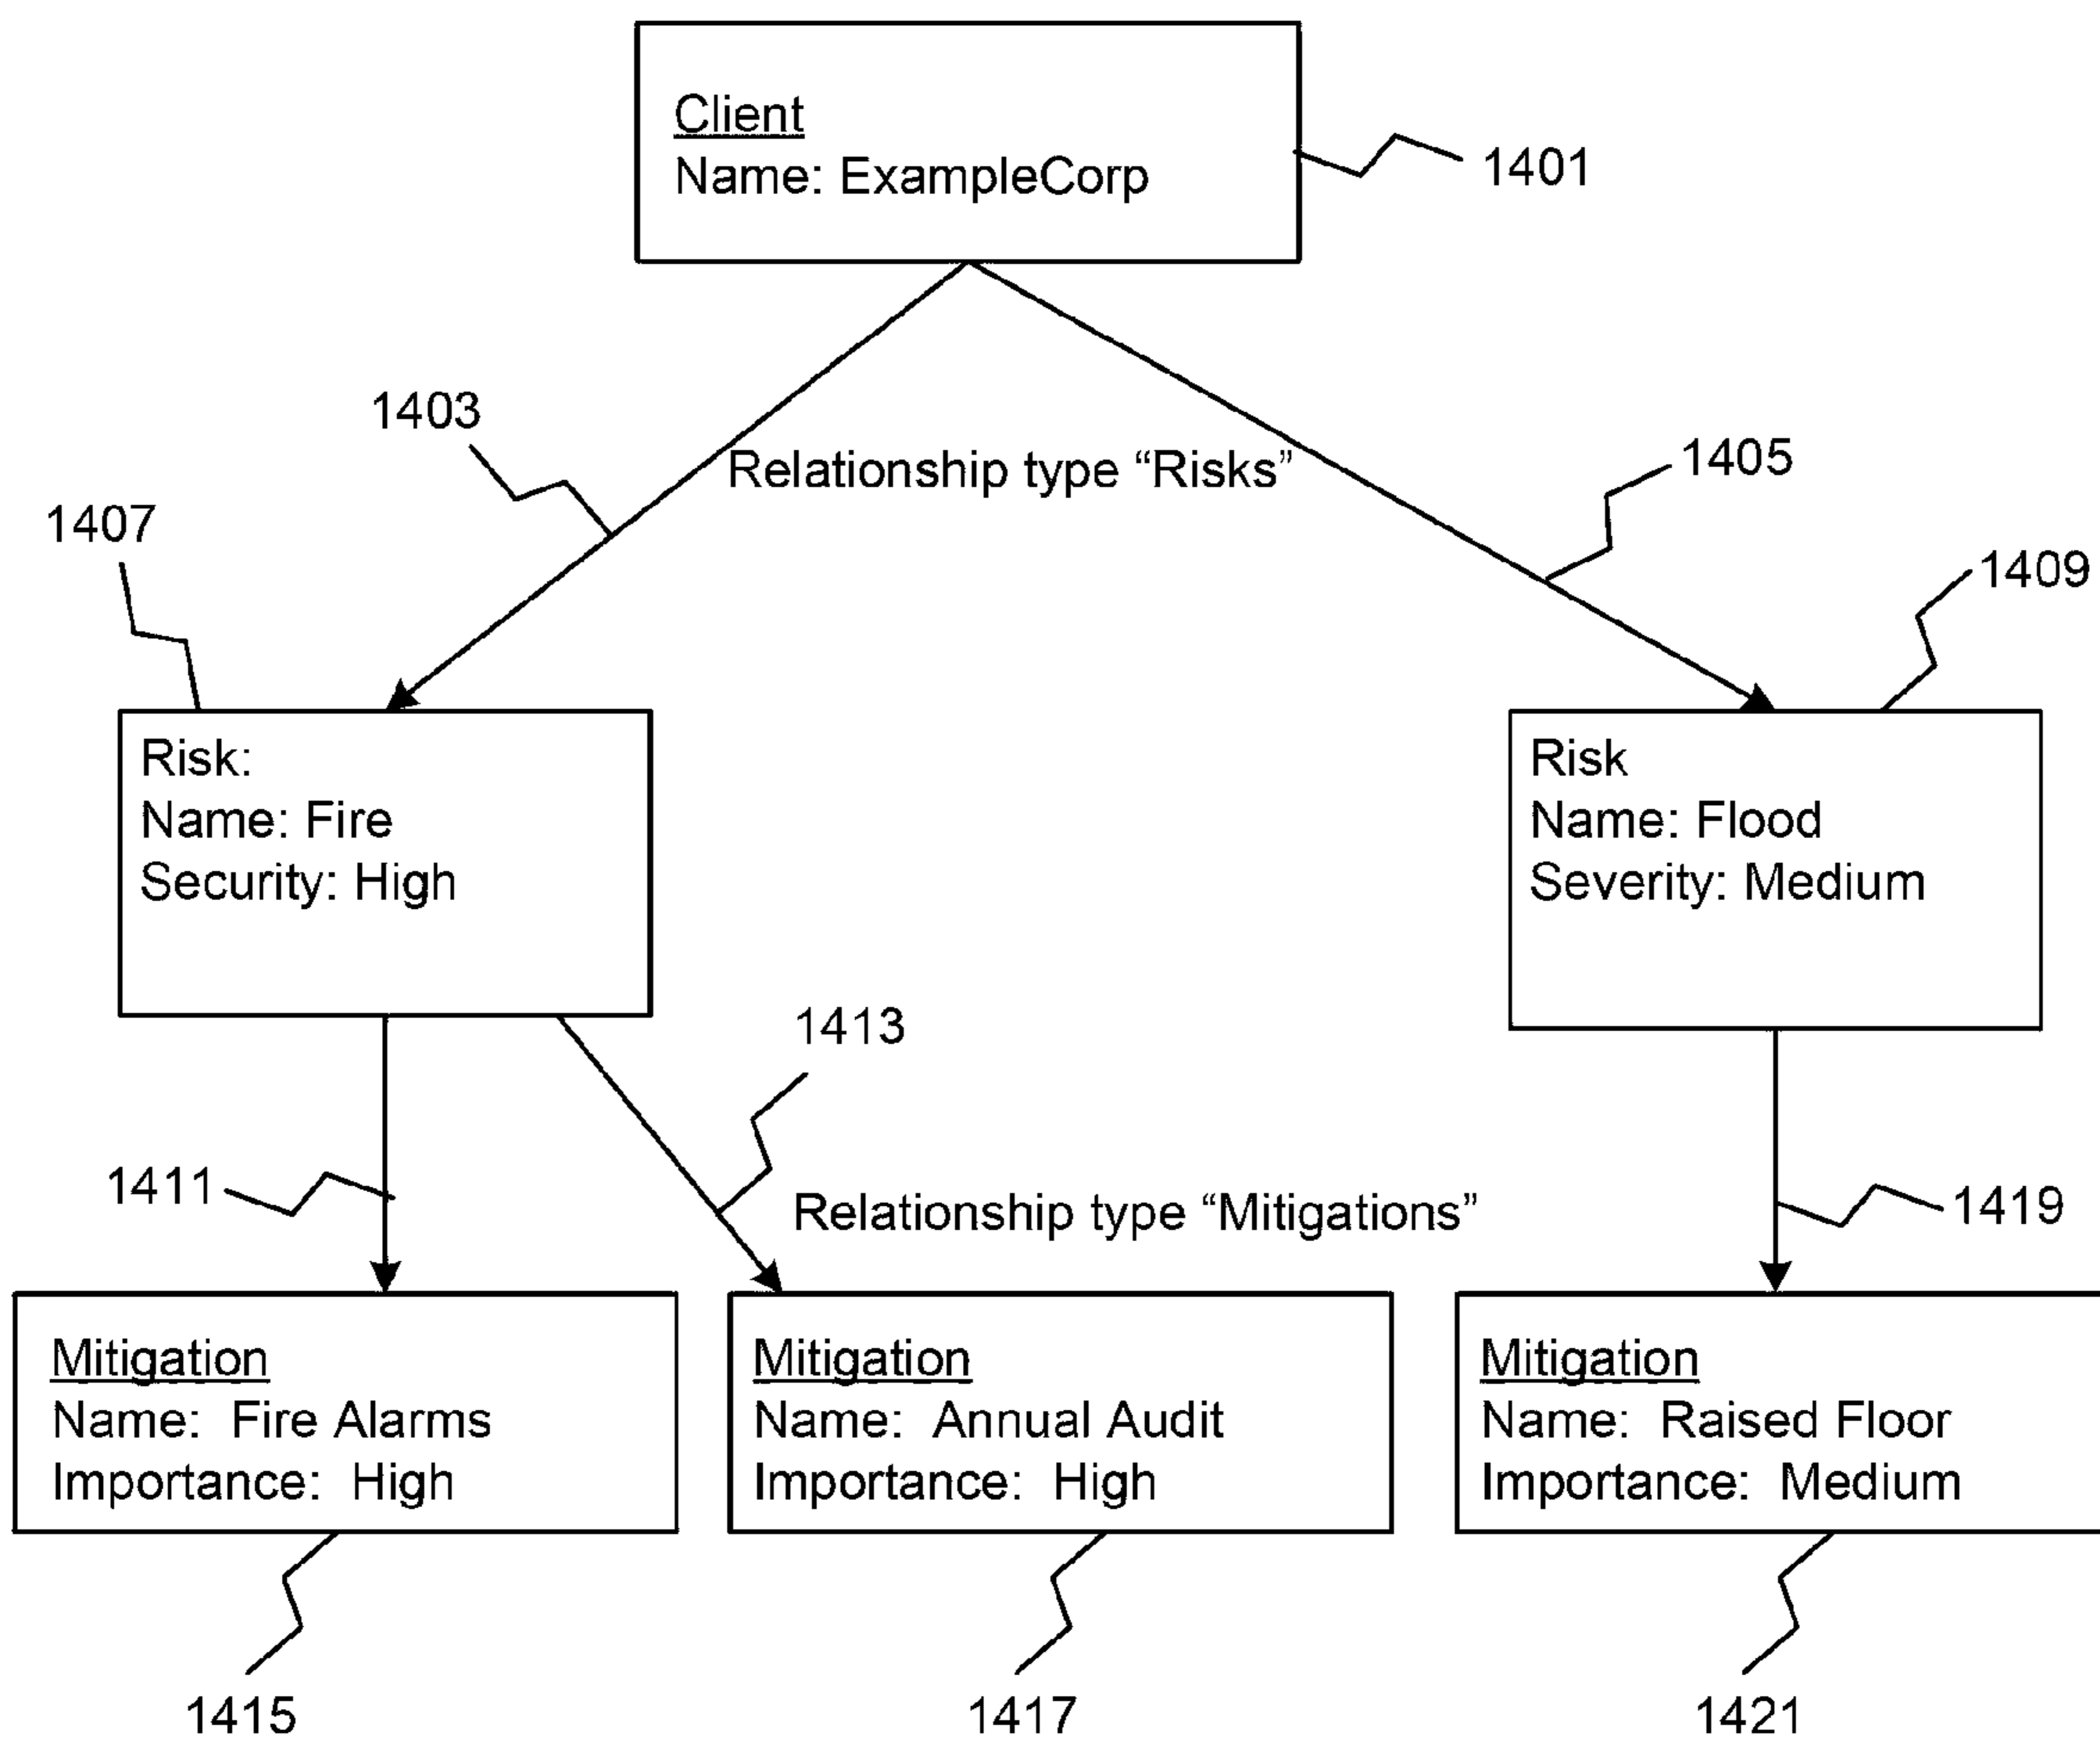 Client
Name: ExampleCorp
1401
1403
Relationship type “Risks”
1405
1407
1409
Risk:
Name: Fire
Security: High
Risk
Name: Flood
Severity: Medium
1413
1411
Relationship type “Mitigations”
1419
Mitigation
Name: Fire Alarms
Importance: High
Mitigation
Name: Annual Audit
Importance: High
Mitigation
Name: Raised Floor
Importance: Medium
1415
1417
1421